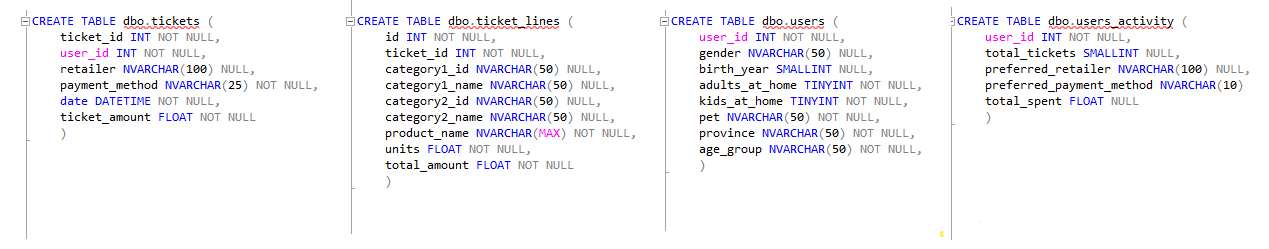 CREATE TABLE dbo.tickets (
ticket_id INT NOT NULL,
user_id INT NOT NULL,
retailer NVARCHAR(100) NULL,
payment_method NVARCHAR(25) NOT NULL,
date DATETIME NOT NULL,
ticket_amount FLOAT NOT NULL
)
CREATE TABLE dbo.ticket_lines (
id INT NOT NULL,
ticket_id INT NOT NULL,
category1_id NVARCHAR(50) NULL,
category1_name NVARCHAR(50) NULL,
category2_id NVARCHAR(50) NULL,
category2_name NVARCHAR(50) NULL,
product_name NVARCHAR(MAX) NOT NULL,
units FLOAT NOT NULL,
total_amount FLOAT NOT NULL
)
CREATE TABLE dbo.users (
user_id INT NOT NULL,
gender NVARCHAR(50) NULL,
birth_year SMALLINT NULL,
adults_at_home TINYINT NOT NULL,
kids_at_home TINYINT NOT NULL,
pet NVARCHAR(50) NOT NULL,
province NVARCHAR(50) NOT NULL,
age_group NVARCHAR(50) NOT NULL,
)
CREATE TABLE dbo.users_activity (
user_id INT NOT NULL,
total_tickets SMALLINT NULL,
preferred_retailer NVARCHAR(100) NULL,
preferred_payment_method NVARCHAR(10)
total_spent FLOAT NULL
)